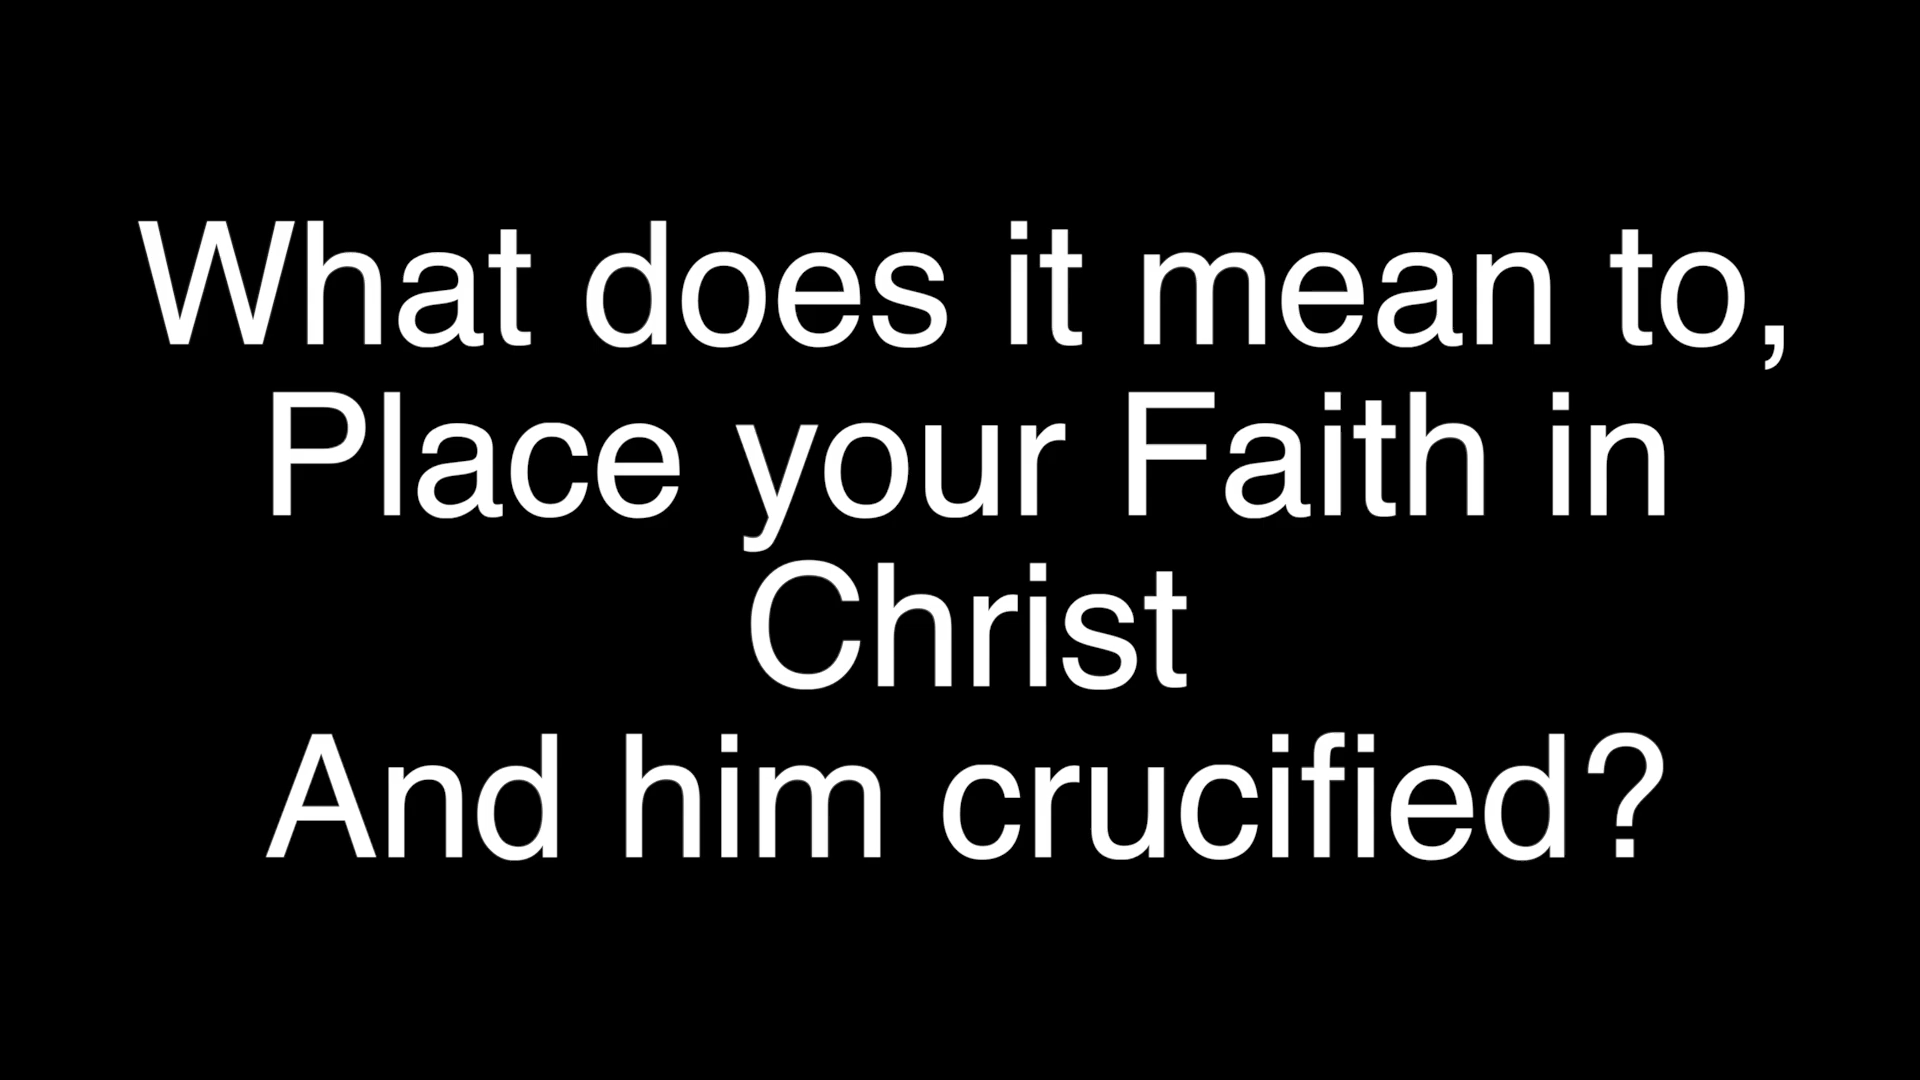 What does it mean to,
Place your Faith in
Christ
And him crucified?